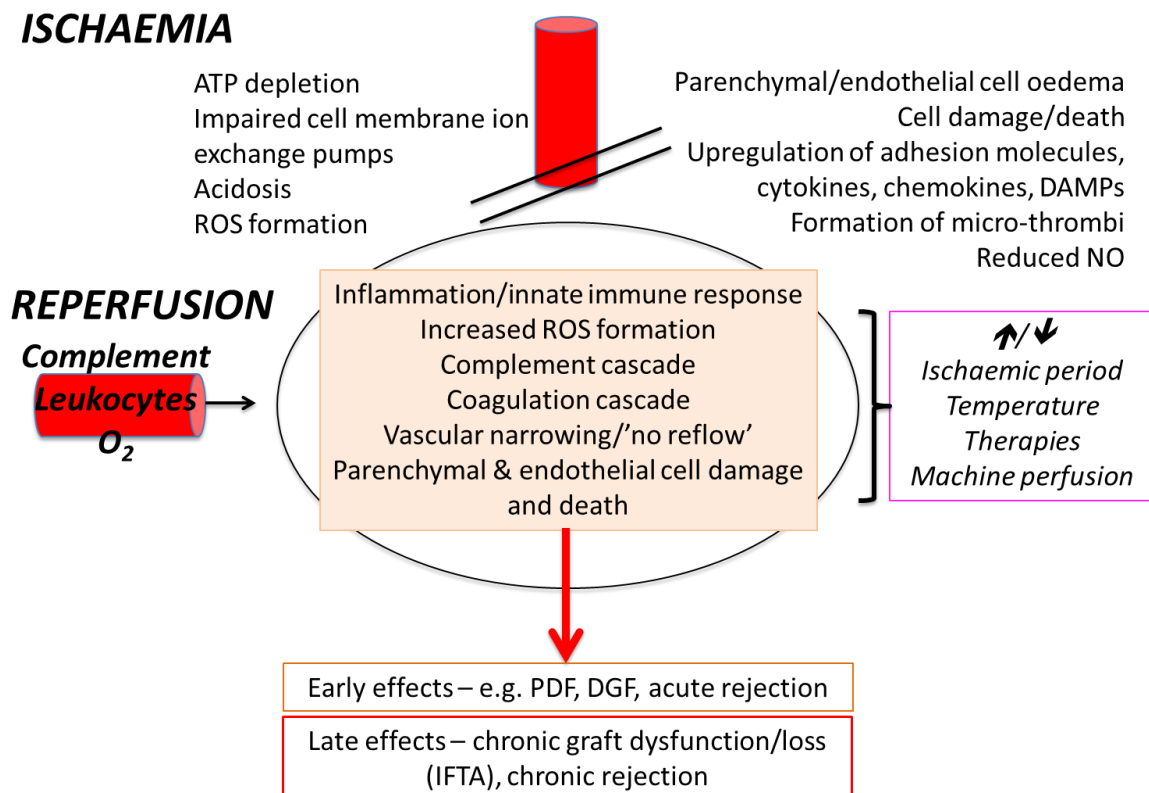 ISCHAEMIA
ATP depletion
Impaired cell membrane ion
exchange pumps
Acidosis
ROS formation
Parenchymal/endothelial cell oedema
Cell damage/death
Upregulation of adhesion molecules,
cytokines, chemokines, DAMPs
Formation of micro-thrombi
Reduced NO
REPERFUSION
Complement
Leukocytes
O₂
Inflammation/innate immune response
Increased ROS formation
Complement cascade
Coagulation cascade
Vascular narrowing/’no reflow’
Parenchymal & endothelial cell damage
and death
🡹/🡻
Ischaemic period
Temperature
Therapies
Machine perfusion
Early effects – e.g. PDF, DGF, acute rejection
Late effects – chronic graft dysfunction/loss
(IFTA), chronic rejection